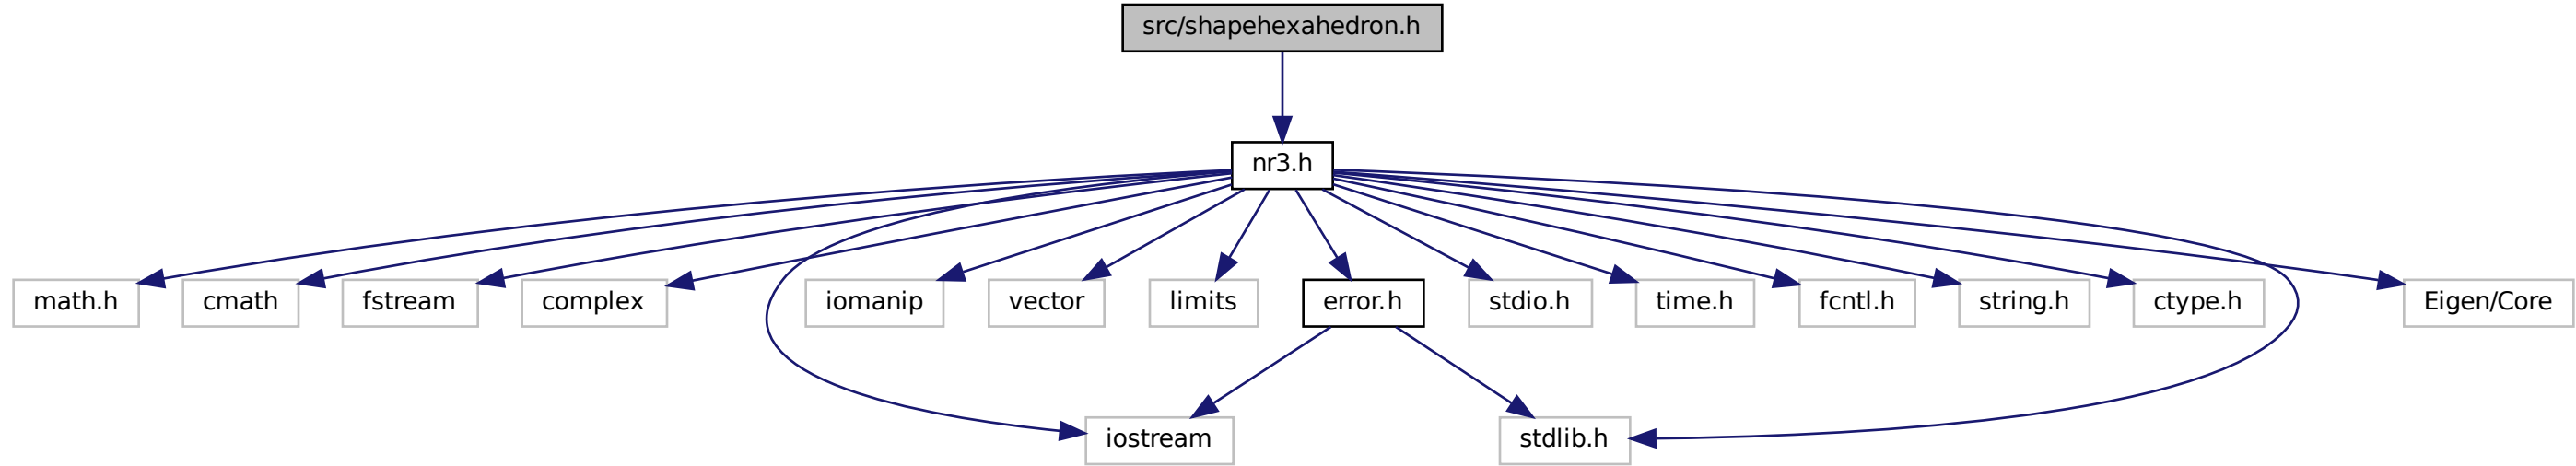 src/shapehexahedron.h
nr3.h
math.h
cmath
fstream
complex
iomanip
vector
limits
error.h
stdio.h
time.h
fcntl.h
string.h
ctype.h
Eigen/Core
iostream
stdlib.h